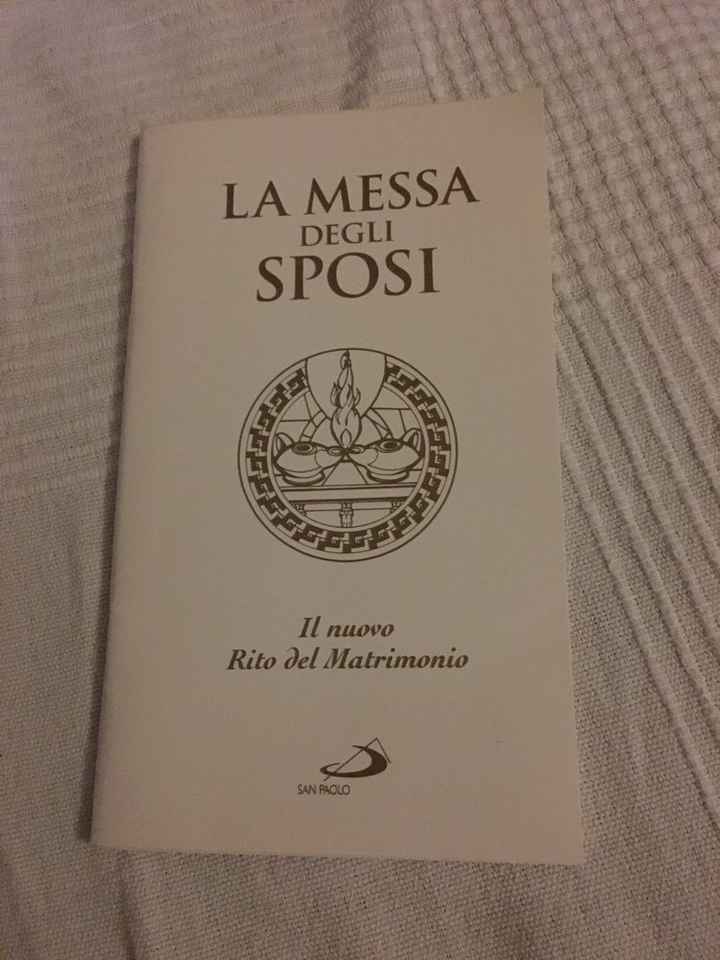 LA MESSA
DEGLI
SPOSI
Il nuovo
Rito del Matrimonio
SAN PAOLO